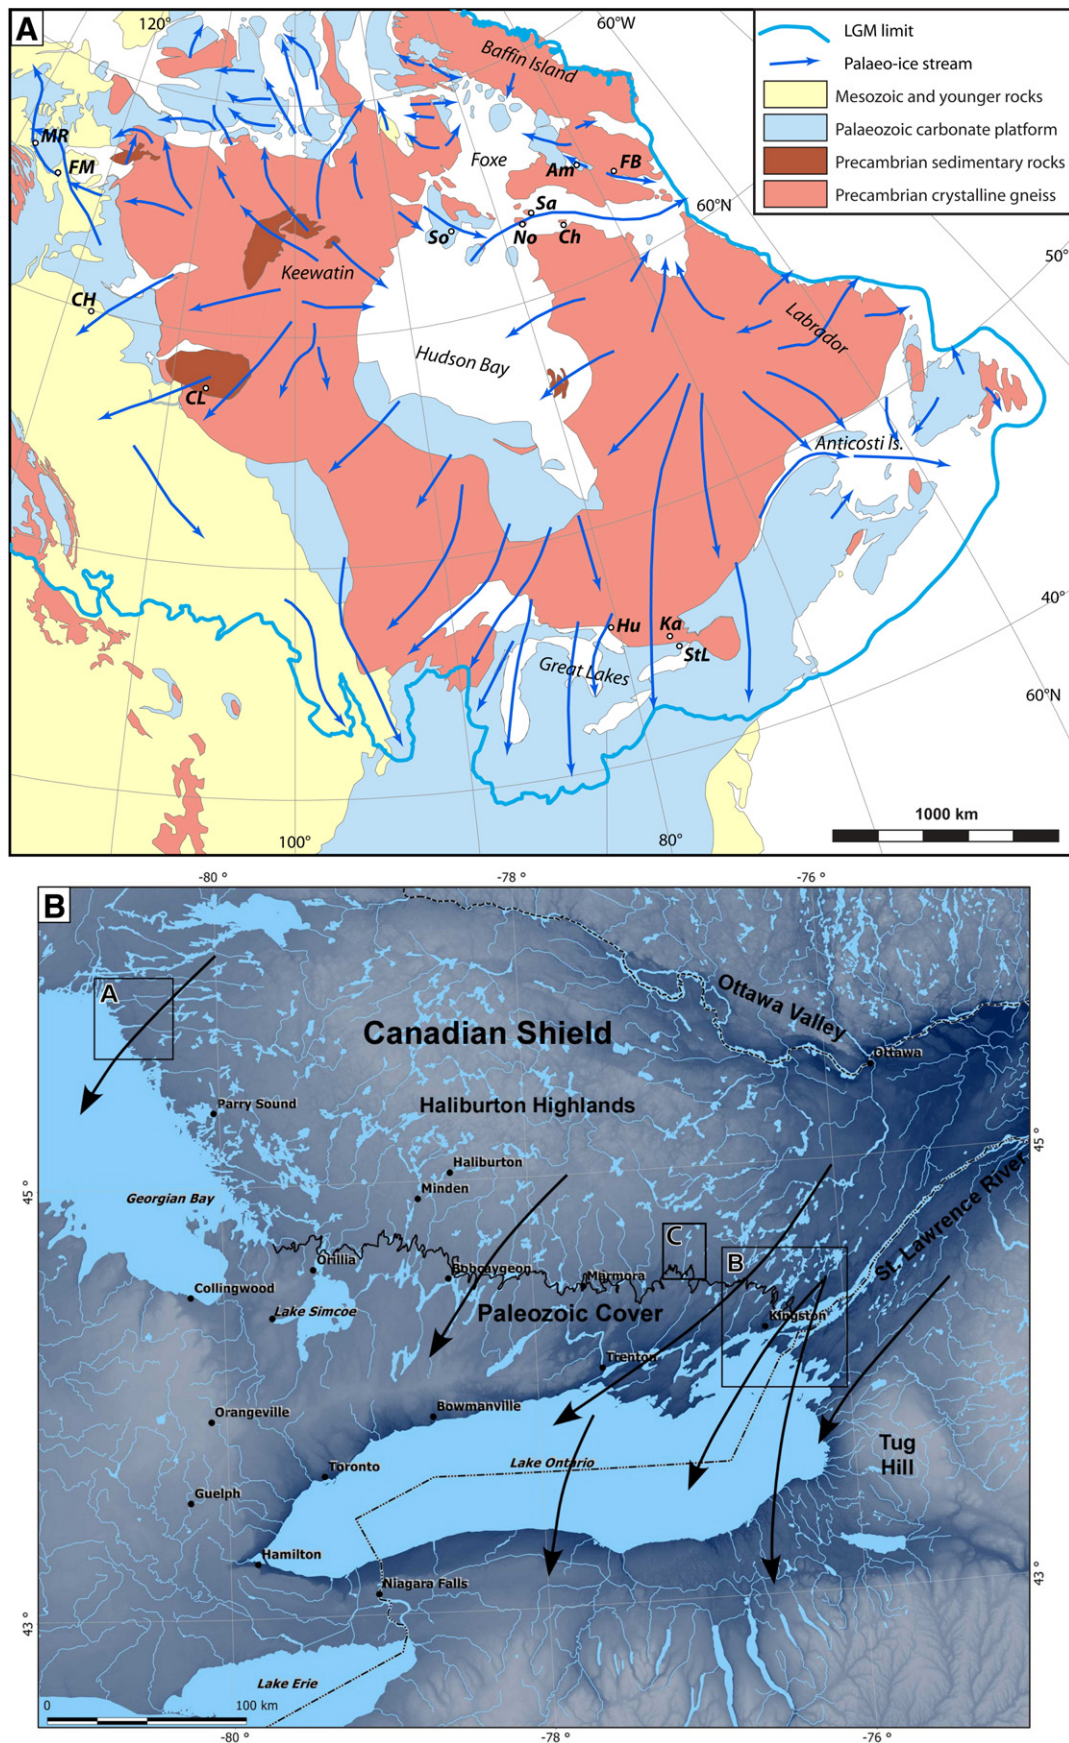 A
120°
60°W
LGM limit
Palaeo-ice stream
Mesozoic and younger rocks
Palaeozoic carbonate platform
Precambrian sedimentary rocks
Precambrian crystalline gneiss
Baffin Island
MR
FM
Foxe
Am
FB
Sa
60°N
So
No
Ch
50°
Keewatin
CH
Labrador
Hudson Bay
CL
Anticosti Is.
40°
Hu
Ka
StL
Great Lakes
60°N
1000 km
100°
80°
B
-80 °
-78 °
-76 °
A
Ottawa Valley
Canadian Shield
Ottawa
Haliburton Highlands
Parry Sound
45 °
Haliburton
Minden
45 °
Georgian Bay
St. Lawrence River
C
B
Orillia
Bobcaygeon
Marmora
Collingwood
Lake Simcoe
Paleozoic Cover
Kingston
Trenton
Orangeville
Bowmanville
Tug
Hill
Toronto
Lake Ontario
Guelph
Hamilton
Niagara Falls
43 °
43 °
Lake Erie
0
100 km
-80 °
-78 °
-76 °